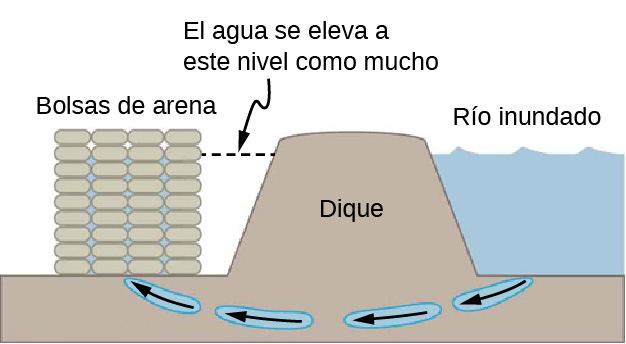 El agua se eleva a
este nivel como mucho
Bolsas de arena
Río inundado
Dique